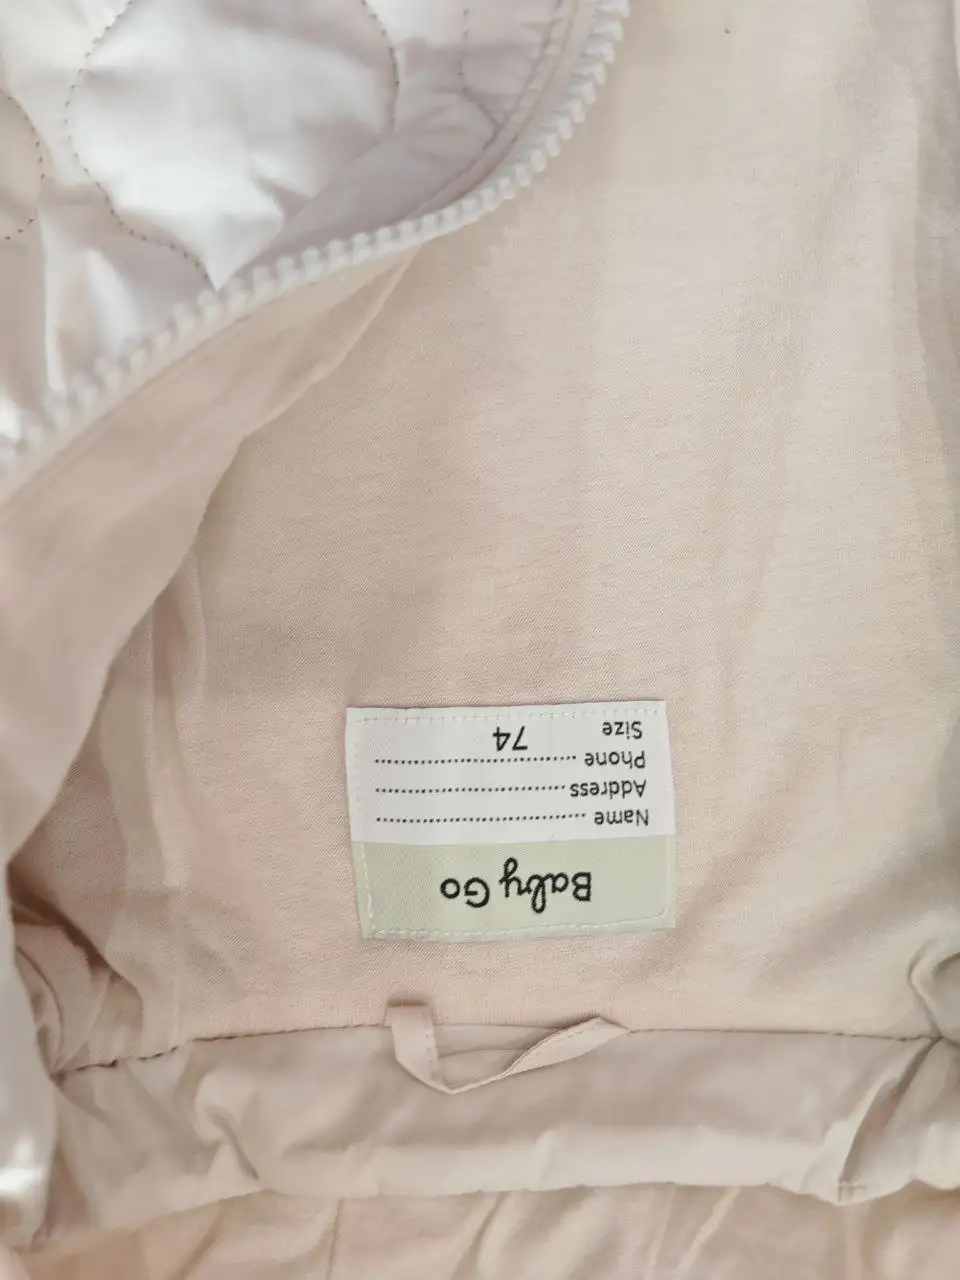 Baby Go
Name ................................
Address .............................
Phone ...............................
Size 74